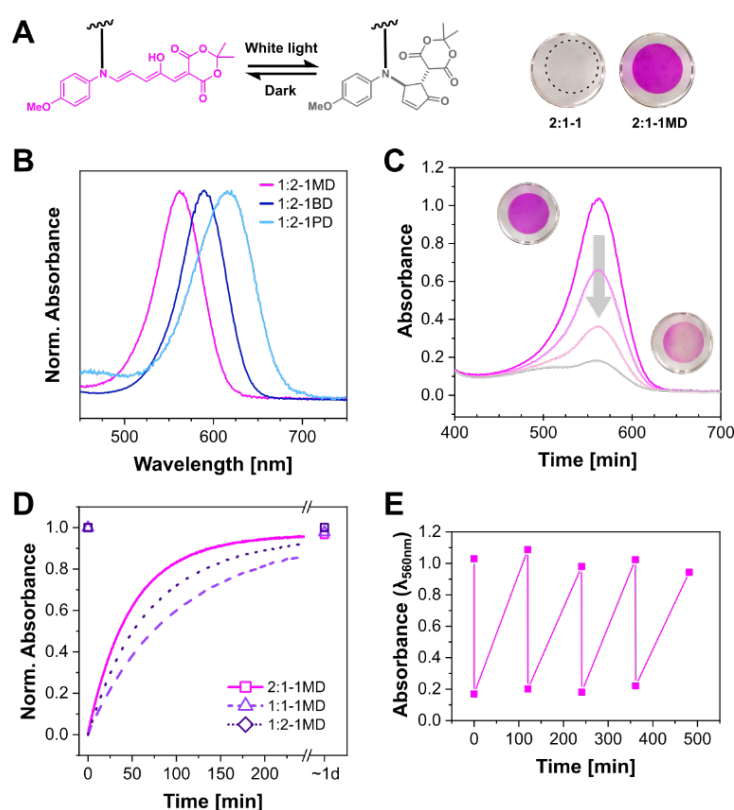 A
OH
N
O
O
O
O
MeO
White light
Dark
O
O
O
O
N
O
MeO
2:1-1
2:1-1MD
B
1:2-1MD
1:2-1BD
1:2-1PD
Norm. Absorbance
500
600
700
Wavelength [nm]
C
1.2
1.0
0.8
0.6
0.4
0.2
0.0
Absorbance
400
500
600
700
Time [min]
D
1.0
0.8
0.6
0.4
0.2
0.0
Norm. Absorbance
2:1-1MD
1:1-1MD
1:2-1MD
0
50
100
150
200
~1d
Time [min]
E
1.2
1.0
0.8
0.6
0.4
0.2
0.0
Absorbance (λ560nm)
0
100
200
300
400
500
Time [min]